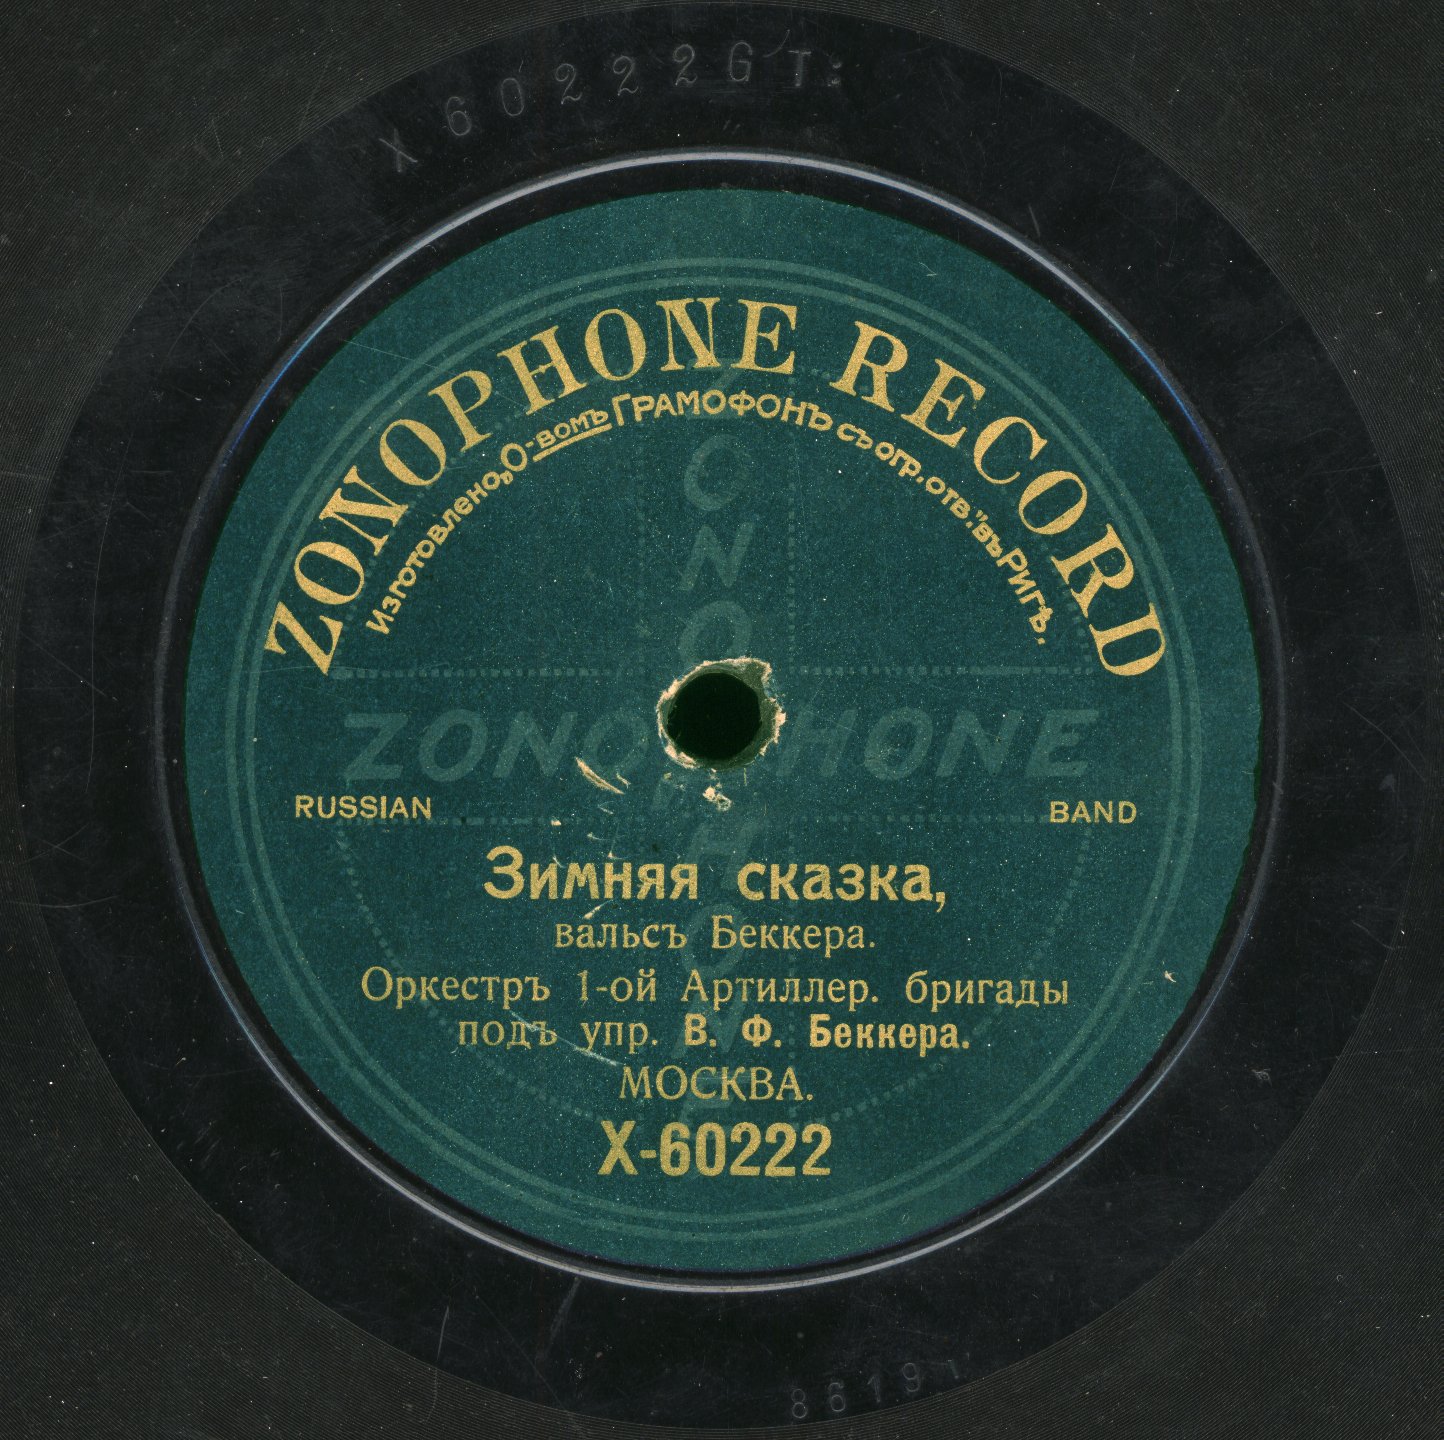 X 60222 G T:
ZONOPHONE RECORD
Изготовлено „О-вомъ ГРАМОФОНЪ съ огр. отв." въ РИГѢ.
ZONOPHONE
ZONOPHONE
RUSSIAN BAND
Зимняя сказка,
вальсъ Беккера.
Оркестръ 1-ой Артиллер. бригады
подъ упр. В. Ф. Беккера.
МОСКВА.
X-60222